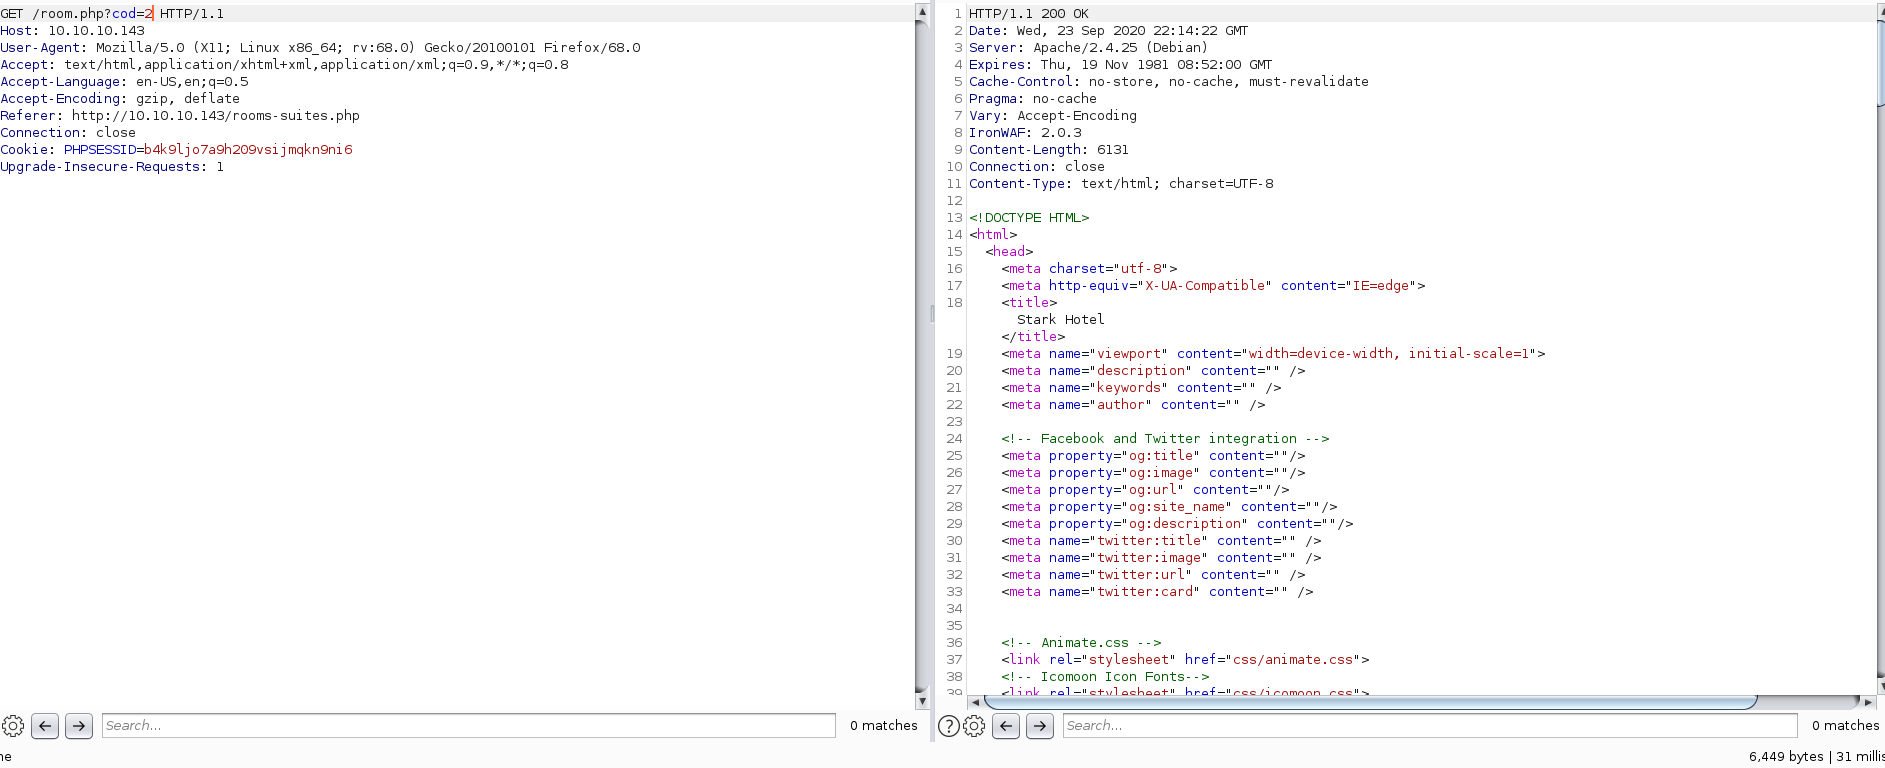 GET /room.php?cod=2 HTTP/1.1
Host: 10.10.10.143
User-Agent: Mozilla/5.0 (X11; Linux x86_64; rv:68.0) Gecko/20100101 Firefox/68.0
Accept: text/html,application/xhtml+xml,application/xml;q=0.9,*/*;q=0.8
Accept-Language: en-US,en;q=0.5
Accept-Encoding: gzip, deflate
Referer: http://10.10.10.143/rooms-suites.php
Connection: close
Cookie: PHPSESSID=b4k9ljo7a9h209vsijmqkn9ni6
Upgrade-Insecure-Requests: 1
Search...
0 matches
1 HTTP/1.1 200 OK
2 Date: Wed, 23 Sep 2020 22:14:22 GMT
3 Server: Apache/2.4.25 (Debian)
4 Expires: Thu, 19 Nov 1981 08:52:00 GMT
5 Cache-Control: no-store, no-cache, must-revalidate
6 Pragma: no-cache
7 Vary: Accept-Encoding
8 IronWAF: 2.0.3
9 Content-Length: 6131
10 Connection: close
11 Content-Type: text/html; charset=UTF-8
12
13 <!DOCTYPE HTML>
14 <html>
15 <head>
16 <meta charset="utf-8">
17 <meta http-equiv="X-UA-Compatible" content="IE=edge">
18 <title>
Stark Hotel
</title>
19 <meta name="viewport" content="width=device-width, initial-scale=1">
20 <meta name="description" content="" />
21 <meta name="keywords" content="" />
22 <meta name="author" content="" />
23
24 <!-- Facebook and Twitter integration -->
25 <meta property="og:title" content=""/>
26 <meta property="og:image" content=""/>
27 <meta property="og:url" content=""/>
28 <meta property="og:site_name" content=""/>
29 <meta property="og:description" content=""/>
30 <meta name="twitter:title" content="" />
31 <meta name="twitter:image" content="" />
32 <meta name="twitter:url" content="" />
33 <meta name="twitter:card" content="" />
34
35
36 <!-- Animate.css -->
37 <link rel="stylesheet" href="css/animate.css">
38 <!-- Icomoon Icon Fonts-->
39 <link rel="stylesheet" href="css/icomoon.css">
Search...
0 matches
6,449 bytes | 31